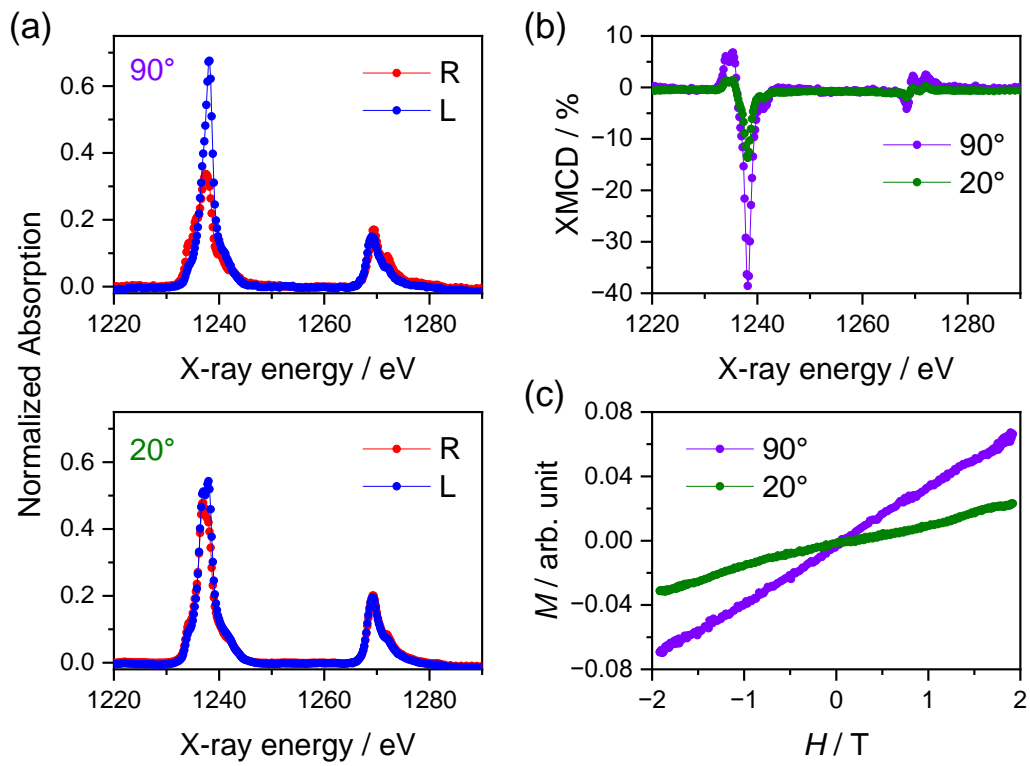 (a)
90°
R
L
0.6
0.4
0.2
0.0
1220 1240 1260 1280
X-ray energy / eV
Normalized Absorption
20°
R
L
0.6
0.4
0.2
0.0
1220 1240 1260 1280
X-ray energy / eV
(b)
10
0
−10
−20
−30
−40
XMCD / %
90°
20°
1220 1240 1260 1280
X-ray energy / eV
(c)
0.08
0.04
0.00
−0.04
−0.08
M / arb. unit
90°
20°
−2 −1 0 1 2
H / T